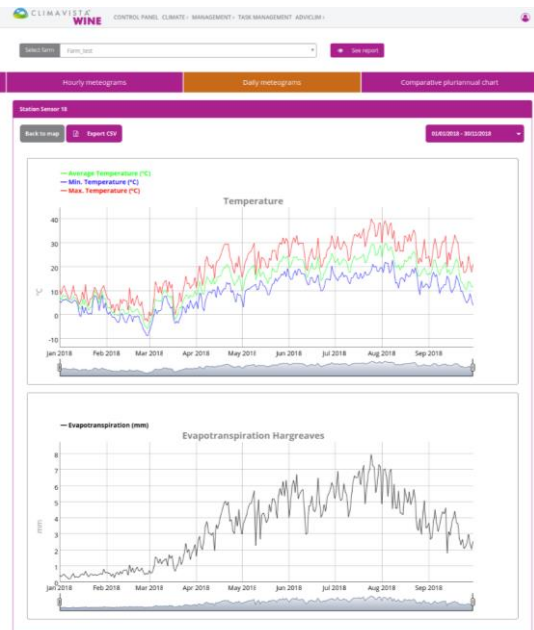 CLIMAVISTA
WINE
CONTROL PANEL CLIMATE MANAGEMENT TASK MANAGEMENT ADVICLIM
Select farm Farm_test See report
Hourly meteograms Daily meteograms Comparative pluriannual chart
Station Sensor 18
Back to map Export CSV 01/01/2018 - 30/11/2018
Average Temperature (°C)
Min. Temperature (°C)
Max. Temperature (°C)
Temperature
40
30
20
10
0
-10
°C
Jan 2018 Feb 2018 Mar 2018 Apr 2018 May 2018 Jun 2018 Jul 2018 Aug 2018 Sep 2018
Evapotranspiration (mm)
Evapotranspiration Hargreaves
8
7
6
5
4
3
2
1
mm
Jan 2018 Feb 2018 Mar 2018 Apr 2018 May 2018 Jun 2018 Jul 2018 Aug 2018 Sep 2018